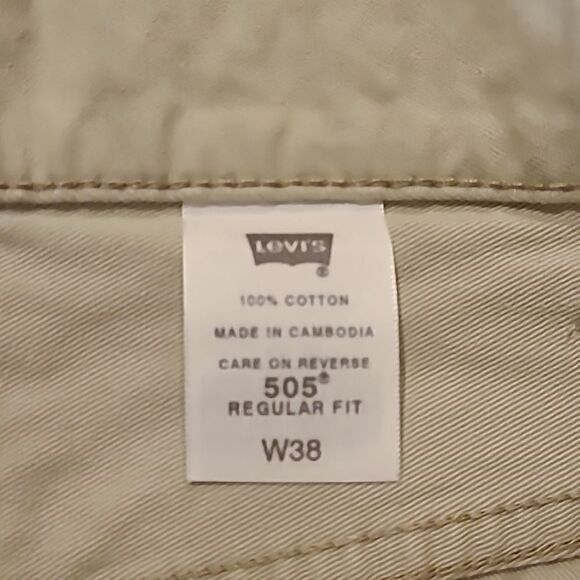 Levi's
®
100% COTTON
MADE IN CAMBODIA
CARE ON REVERSE
505®
REGULAR FIT
W38